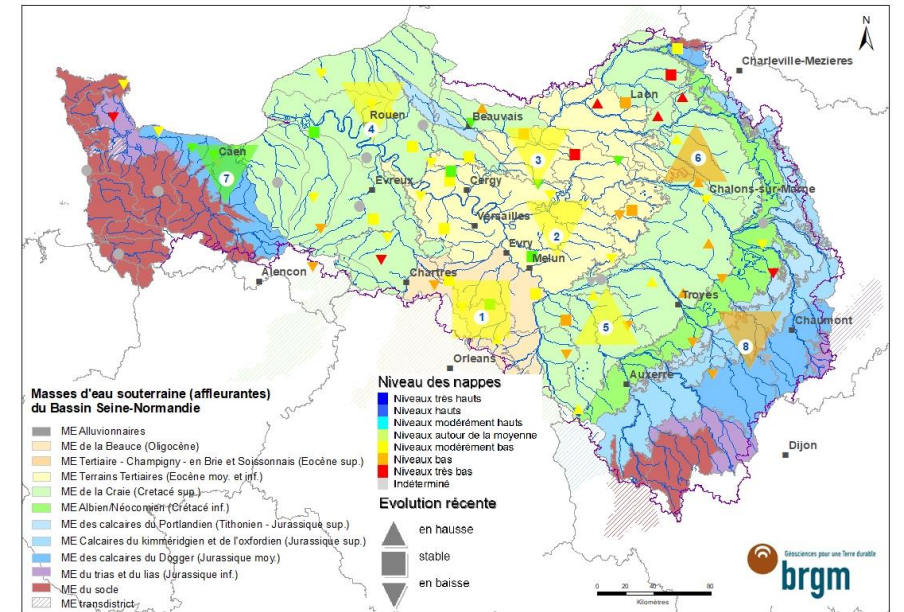 N
Charleville-Mezieres
Laon
Rouen
Beauvais
4
3
6
Caen
7
Evreux
Cergy
Chalons-sur-Marne
Versailles
2
Evry
Melun
Alencon
Chartres
Troyes
1
5
Chaumont
8
Orleans
Auxerre
Dijon
Masses d'eau souterraine (affleurantes)
du Bassin Seine-Normandie
ME Alluvionnaires
ME de la Beauce (Oligocène)
ME Tertiaire - Champigny - en Brie et Soissonnais (Eocène sup.)
ME Terrains Tertiaires (Eocène moy. et inf.)
ME de la Craie (Cretacé sup.)
ME Albien/Néocomien (Crétacé inf.)
ME des calcaires du Portlandien (Tithonien - Jurassique sup.)
ME Calcaires du kimméridgien et de l'oxfordien (Jurassique sup.)
ME des calcaires du Dogger (Jurassique moy.)
ME du trias et du lias (Jurassique inf.)
ME du socle
ME transdistrict
Niveau des nappes
Niveaux très hauts
Niveaux hauts
Niveaux modérément hauts
Niveaux autour de la moyenne
Niveaux modérément bas
Niveaux bas
Niveaux très bas
Indéterminé
Evolution récente
en hausse
stable
en baisse
0 20 40 60 80
Kilomètres
Géosciences pour une Terre durable
brgm